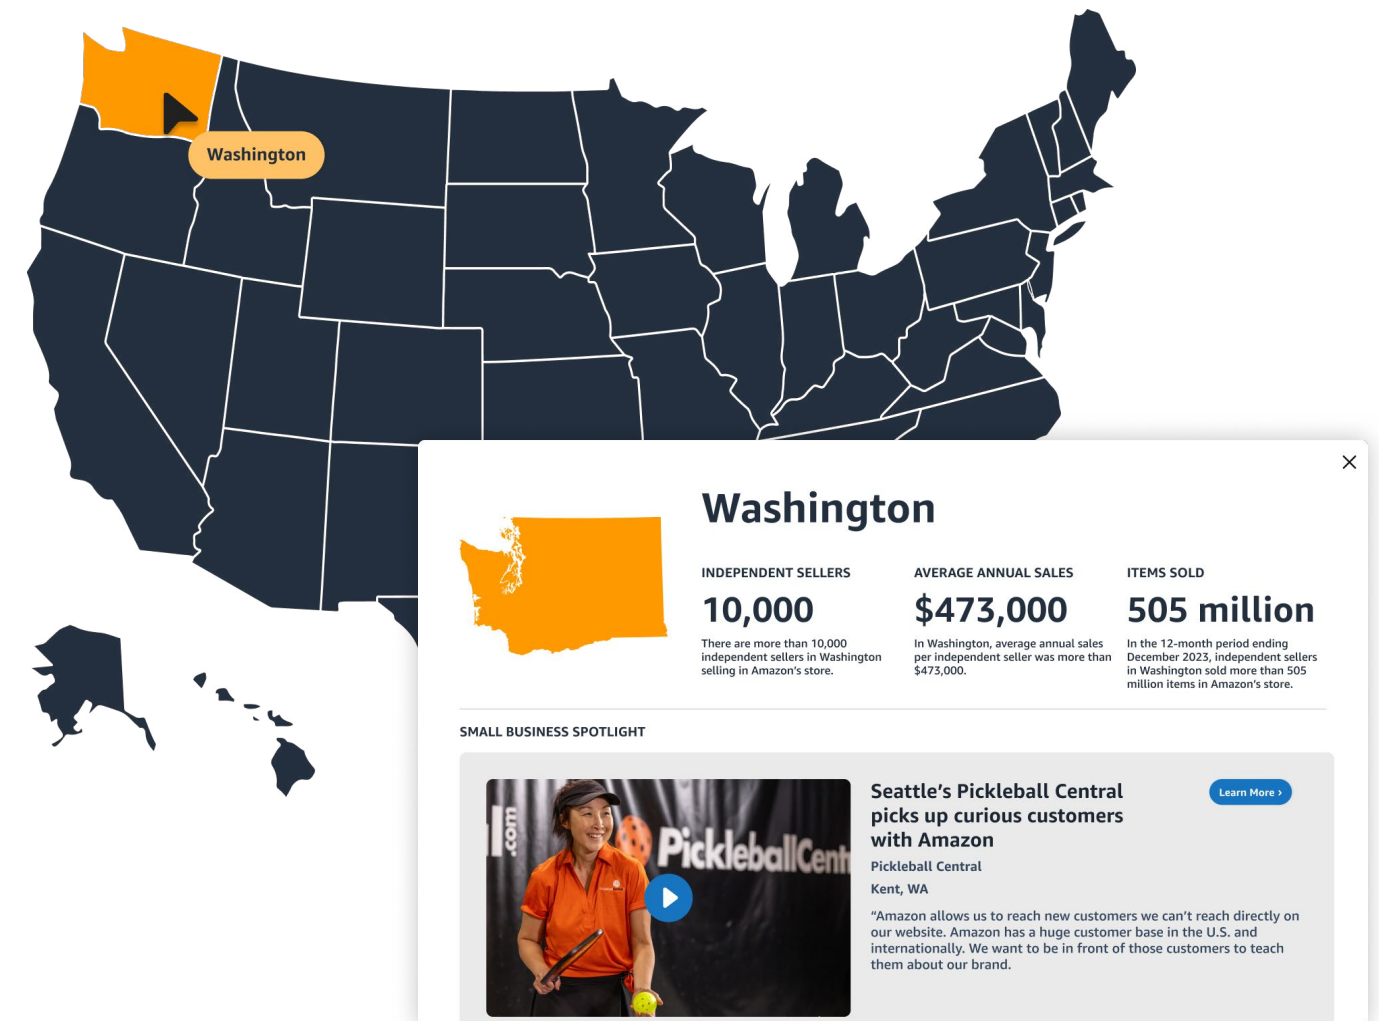 Washington
Washington
INDEPENDENT SELLERS
10,000
There are more than 10,000
independent sellers in Washington
selling in Amazon's store.
AVERAGE ANNUAL SALES
$473,000
In Washington, average annual sales
per independent seller was more than
$473,000.
ITEMS SOLD
505 million
In the 12-month period ending
December 2023, independent sellers
in Washington sold more than 505
million items in Amazon's store.
SMALL BUSINESS SPOTLIGHT
l.com
PickleballCent
Seattle's Pickleball Central
picks up curious customers
with Amazon
Learn More ›
Pickleball Central
Kent, WA
“Amazon allows us to reach new customers we can't reach directly on
our website. Amazon has a huge customer base in the U.S. and
internationally. We want to be in front of those customers to teach
them about our brand.